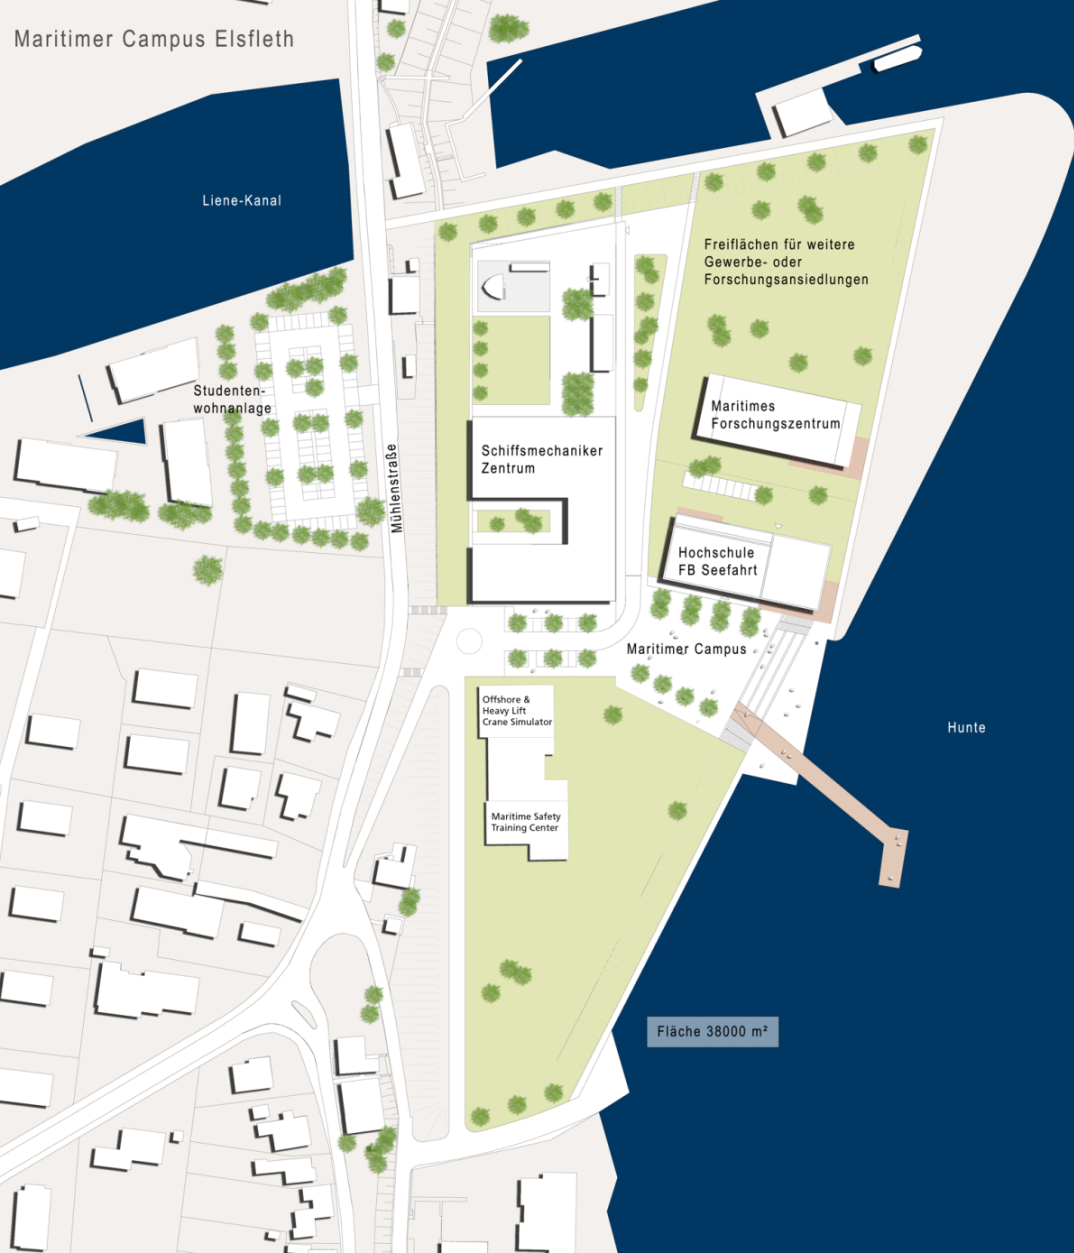 Maritimer Campus Elsfleth
Liene-Kanal
Freiflächen für weitere
Gewerbe- oder
Forschungsansiedlungen
Studenten-
wohnanlage
Maritimes
Forschungszentrum
Schiffsmechaniker
Zentrum
Mühlenstraße
Hochschule
FB Seefahrt
Maritimer Campus
Offshore &
Heavy Lift
Crane Simulator
Hunte
Maritime Safety
Training Center
Fläche 38000 m²